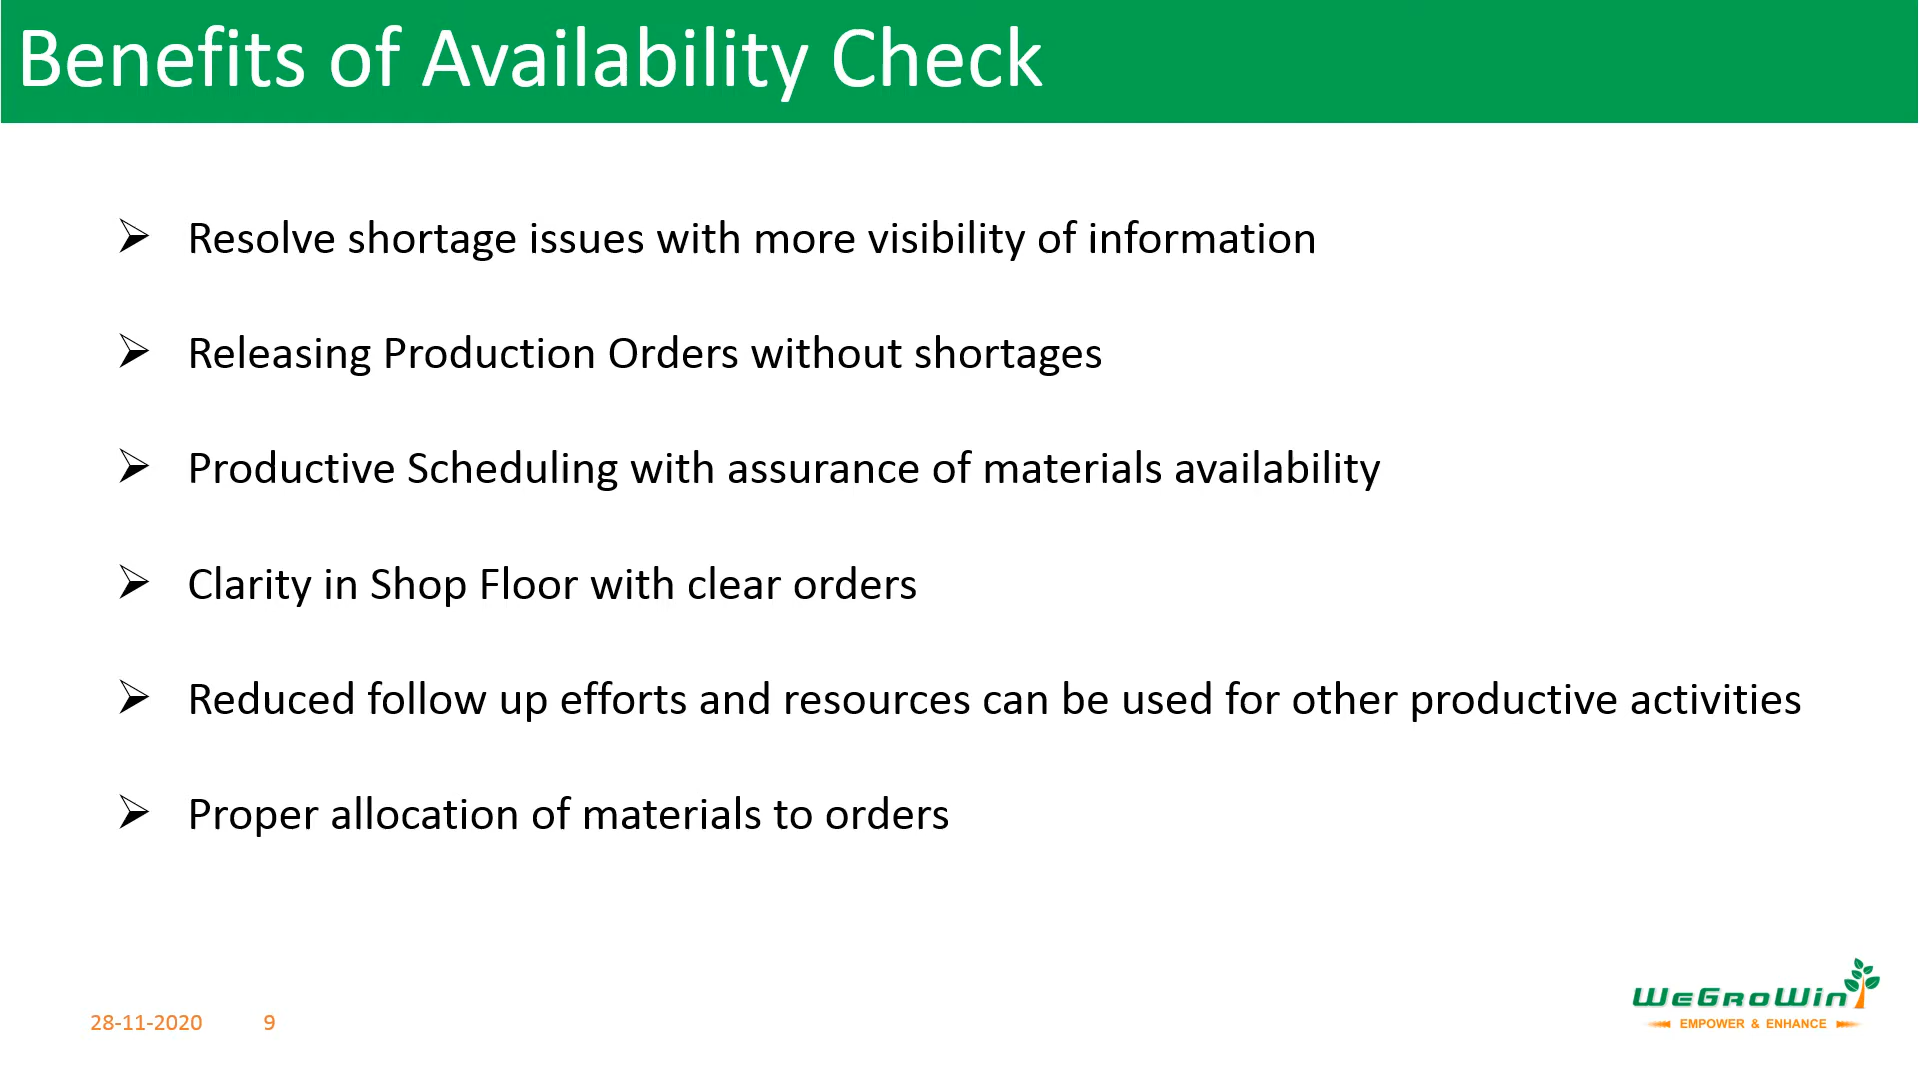 Benefits of Availability Check
Resolve shortage issues with more visibility of information
Releasing Production Orders without shortages
Productive Scheduling with assurance of materials availability
Clarity in Shop Floor with clear orders
Reduced follow up efforts and resources can be used for other productive activities
Proper allocation of materials to orders
WeGroWin
28-11-2020 9
EMPOWER & ENHANCE